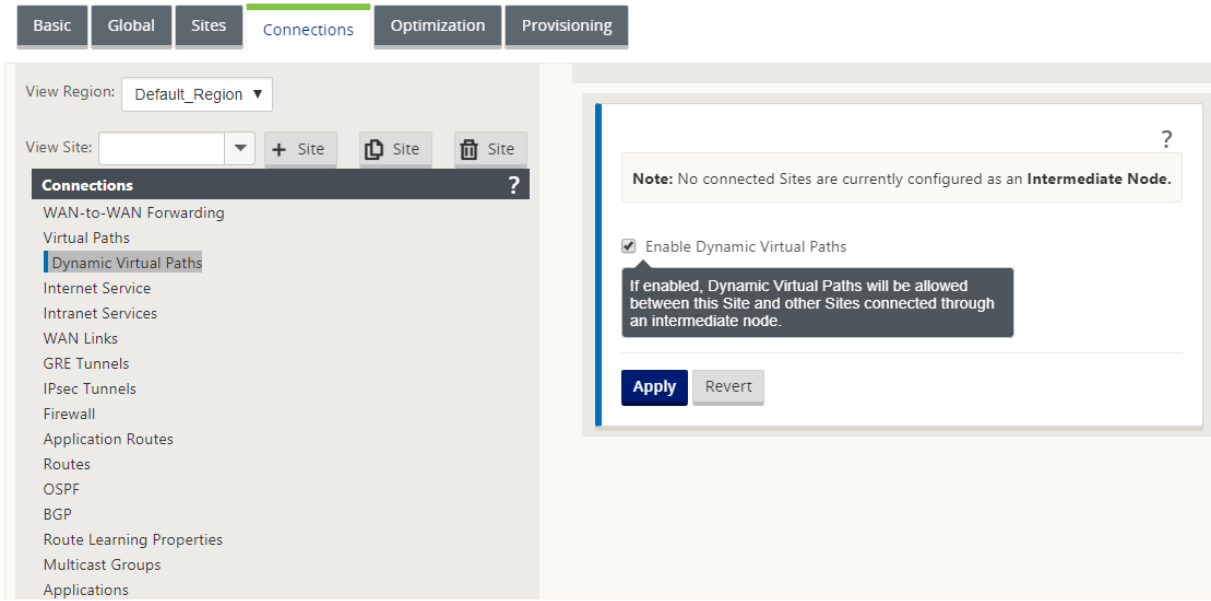 Basic Global Sites Connections Optimization Provisioning
View Region: Default_Region
View Site: + Site Site Site
Connections ?
WAN-to-WAN Forwarding
Virtual Paths
Dynamic Virtual Paths
Internet Service
Intranet Services
WAN Links
GRE Tunnels
IPsec Tunnels
Firewall
Application Routes
Routes
OSPF
BGP
Route Learning Properties
Multicast Groups
Applications
?
Note: No connected Sites are currently configured as an Intermediate Node.
Enable Dynamic Virtual Paths
If enabled, Dynamic Virtual Paths will be allowed
between this Site and other Sites connected through
an intermediate node.
Apply Revert